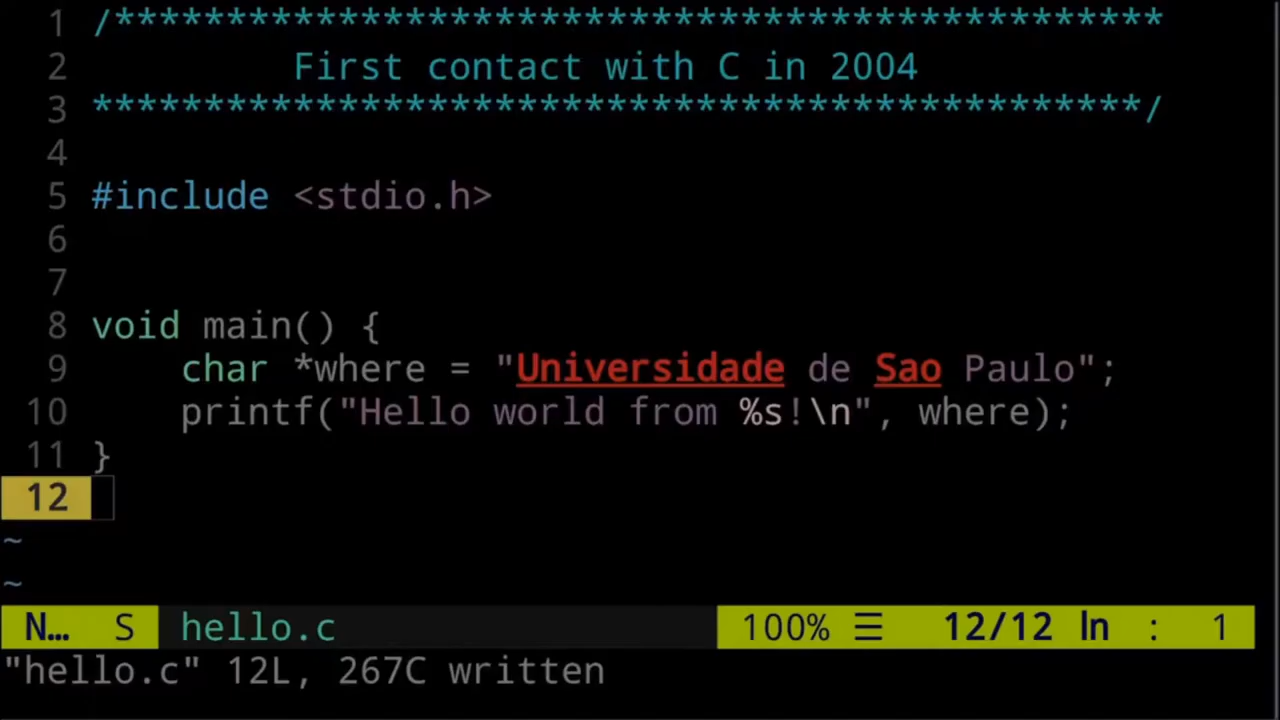 1 /***********************************************
2          First contact with C in 2004
3 ***********************************************/
4
5 #include <stdio.h>
6
7
8 void main() {
9     char *where = "Universidade de Sao Paulo";
10     printf("Hello world from %s!\n", where);
11 }
12
~
~
N… S hello.c 100% ☰ 12/12 ln : 1
"hello.c" 12L, 267C written